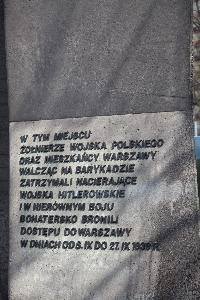 W TYM MIEJSCU
ŻOŁNIERZE WOJSKA POLSKIEGO
ORAZ MIESZKAŃCY WARSZAWY
WALCZĄC NA BARYKADZIE
ZATRZYMALI NACIERAJĄCE
WOJSKA HITLEROWSKIE
I W NIERÓWNYM BOJU
BOHATERSKO BRONILI
DOSTĘPU DO WARSZAWY
W DNIACH OD 8.IX DO 27.IX 1939 R.